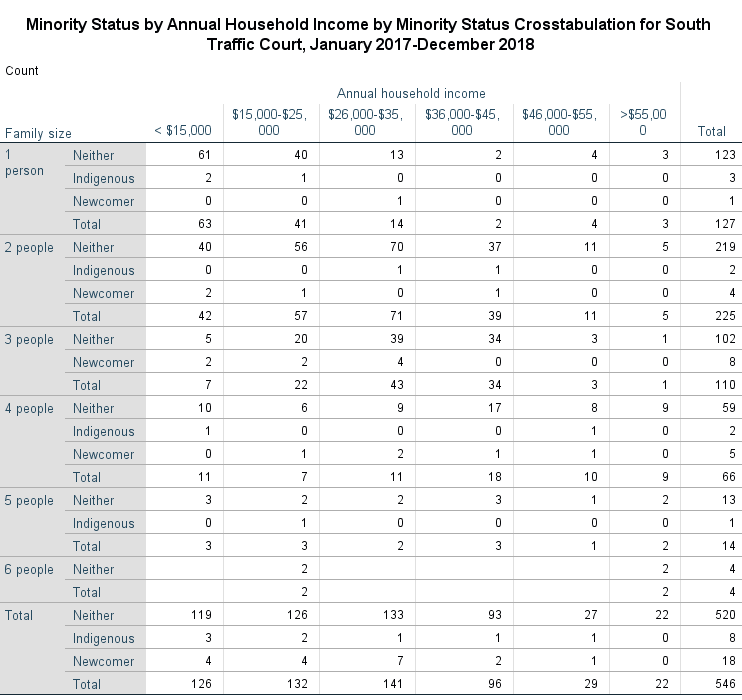 Minority Status by Annual Household Income by Minority Status Crosstabulation for South
Traffic Court, January 2017-December 2018
Count
Annual household income
Family size < $15,000 $15,000-$25, 000 $26,000-$35, 000 $36,000-$45, 000 $46,000-$55, 000 >$55,00 0 Total
1 person Neither 61 40 13 2 4 3 123
Indigenous 2 1 0 0 0 0 3
Newcomer 0 0 1 0 0 0 1
Total 63 41 14 2 4 3 127
2 people Neither 40 56 70 37 11 5 219
Indigenous 0 0 1 1 0 0 2
Newcomer 2 1 0 1 0 0 4
Total 42 57 71 39 11 5 225
3 people Neither 5 20 39 34 3 1 102
Newcomer 2 2 4 0 0 0 8
Total 7 22 43 34 3 1 110
4 people Neither 10 6 9 17 8 9 59
Indigenous 1 0 0 0 1 0 2
Newcomer 0 1 2 1 1 0 5
Total 11 7 11 18 10 9 66
5 people Neither 3 2 2 3 1 2 13
Indigenous 0 1 0 0 0 0 1
Total 3 3 2 3 1 2 14
6 people Neither 2 2 4
Total 2 2 4
Total Neither 119 126 133 93 27 22 520
Indigenous 3 2 1 1 1 0 8
Newcomer 4 4 7 2 1 0 18
Total 126 132 141 96 29 22 546